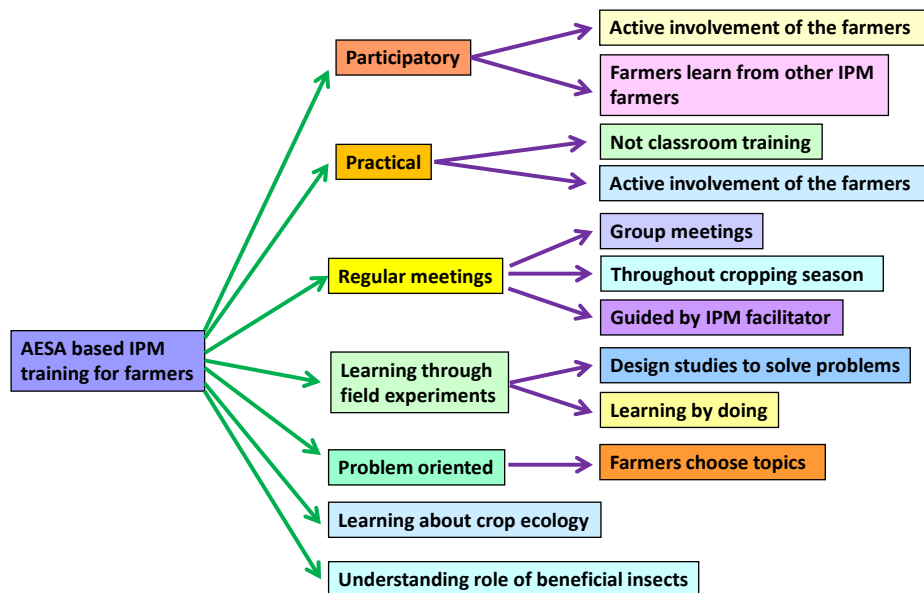 AESA based IPM
training for farmers
Participatory
Active involvement of the farmers
Farmers learn from other IPM
farmers
Practical
Not classroom training
Active involvement of the farmers
Regular meetings
Group meetings
Throughout cropping season
Guided by IPM facilitator
Learning through
field experiments
Design studies to solve problems
Learning by doing
Problem oriented
Farmers choose topics
Learning about crop ecology
Understanding role of beneficial insects